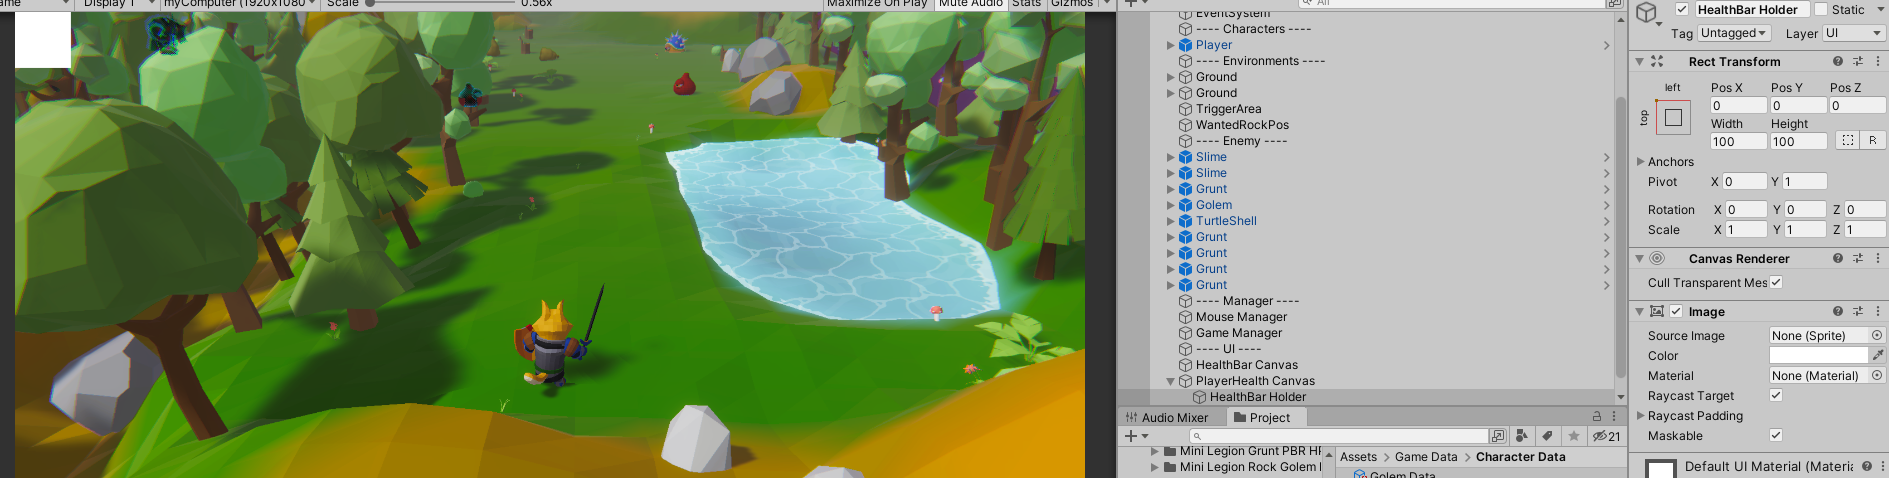 ame Display 1 myComputer (1920x1080 Scale 0.56x Maximize On Play Mute Audio Stats Gizmos
All
EventSystem
---- Characters ----
Player
---- Environments ----
Ground
Ground
TriggerArea
WantedRockPos
---- Enemy ----
Slime
Slime
Grunt
Golem
TurtleShell
Grunt
Grunt
Grunt
Grunt
---- Manager ----
Mouse Manager
Game Manager
---- UI ----
HealthBar Canvas
PlayerHealth Canvas
HealthBar Holder
Audio Mixer Project
21
Mini Legion Grunt PBR HF
Mini Legion Rock Golem
Assets > Game Data > Character Data
Golem Data
HealthBar Holder Static
Tag Untagged Layer UI
Rect Transform
left Pos X Pos Y Pos Z
top 0 0 0
Width Height
100 100 R
Anchors
Pivot X 0 Y 1
Rotation X 0 Y 0 Z 0
Scale X 1 Y 1 Z 1
Canvas Renderer
Cull Transparent Mes
Image
Source Image None (Sprite)
Color
Material None (Material)
Raycast Target
Raycast Padding
Maskable
Default UI Material (Materia